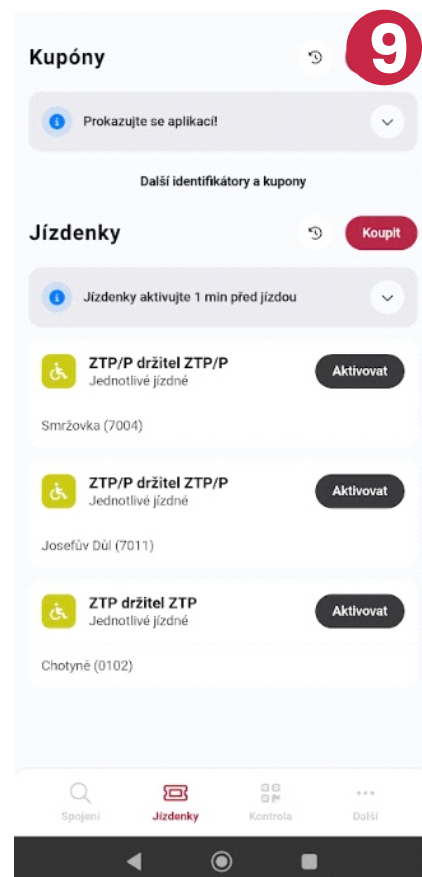 9
Kupóny
Prokazujte se aplikací!
Další identifikátory a kupony
Jízdenky
Koupit
Jízdenky aktivujte 1 min před jízdou
ZTP/P držitel ZTP/P
Aktivovat
Jednotlivé jízdné
Smržovka (7004)
ZTP/P držitel ZTP/P
Aktivovat
Jednotlivé jízdné
Josefův Důl (7011)
ZTP držitel ZTP
Aktivovat
Jednotlivé jízdné
Chotyně (0102)
Spojení
Jízdenky
Kontrola
Další